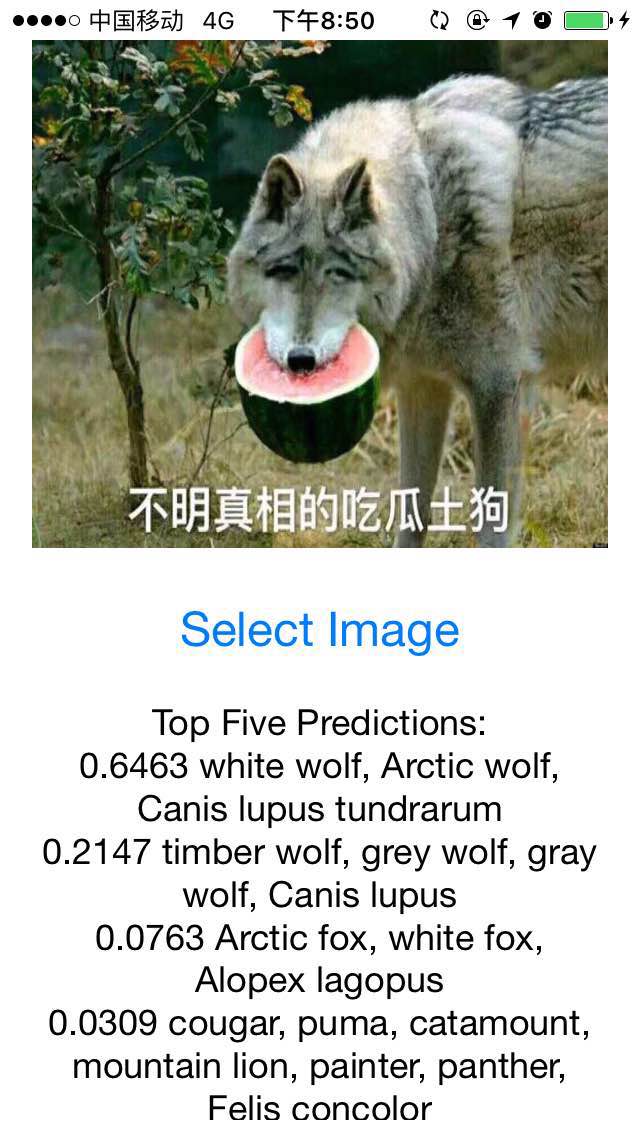 中国移动 4G 下午8:50
不明真相的吃瓜土狗
Select Image
Top Five Predictions:
0.6463 white wolf, Arctic wolf,
Canis lupus tundrarum
0.2147 timber wolf, grey wolf, gray
wolf, Canis lupus
0.0763 Arctic fox, white fox,
Alopex lagopus
0.0309 cougar, puma, catamount,
mountain lion, painter, panther,
Felis concolor